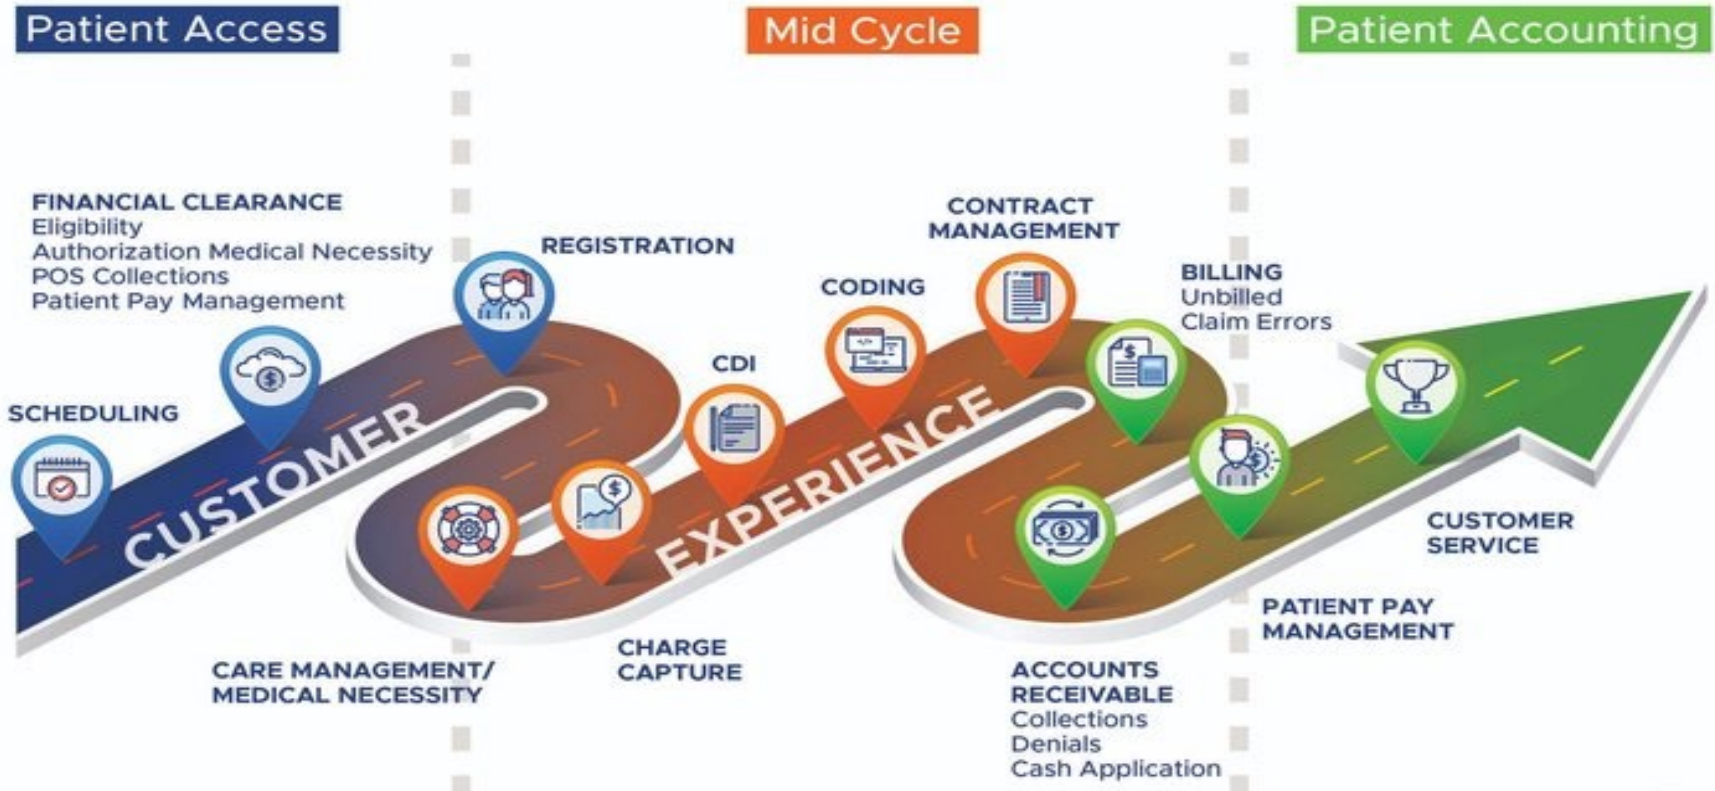 Patient Access
Mid Cycle
Patient Accounting
FINANCIAL CLEARANCE
Eligibility
Authorization Medical Necessity
POS Collections
Patient Pay Management
SCHEDULING
REGISTRATION
CUSTOMER
CARE MANAGEMENT/
MEDICAL NECESSITY
CHARGE
CAPTURE
CDI
CODING
EXPERIENCE
CONTRACT
MANAGEMENT
BILLING
Unbilled
Claim Errors
ACCOUNTS
RECEIVABLE
Collections
Denials
Cash Application
PATIENT PAY
MANAGEMENT
CUSTOMER
SERVICE